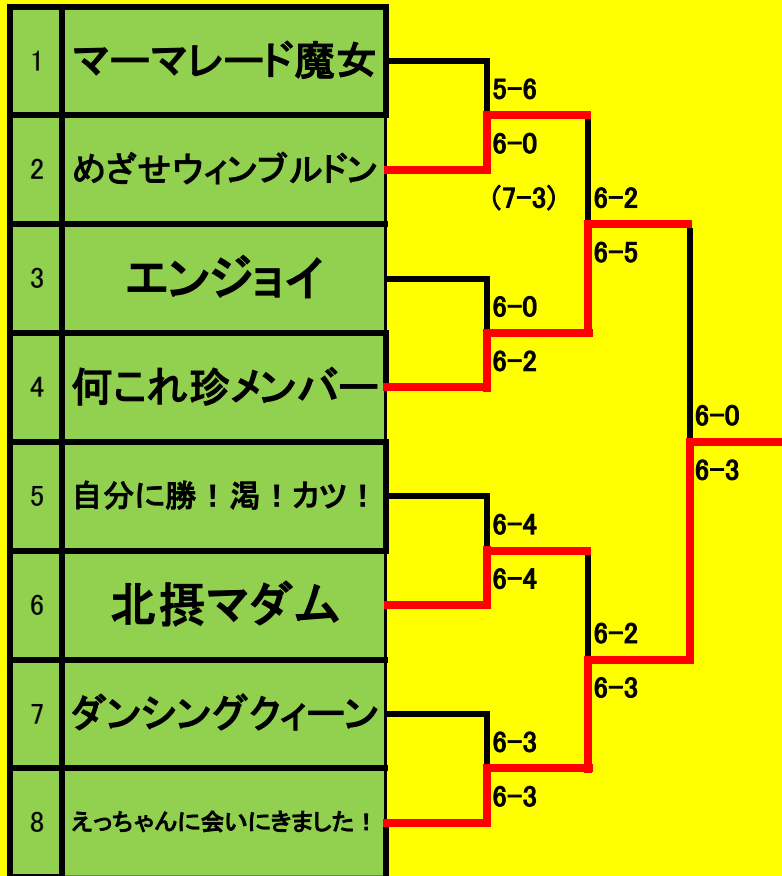 1 マーマレード魔女
5-6
2 めざせウィンブルドン
6-0
(7-3)
6-2
3 エンジョイ
6-5
6-0
4 何これ珍メンバー
6-2
6-0
5 自分に勝！渇！カツ！
6-3
6-4
6 北摂マダム
6-4
6-2
7 ダンシングクィーン
6-3
6-3
8 えっちゃんに会いにきました！
6-3